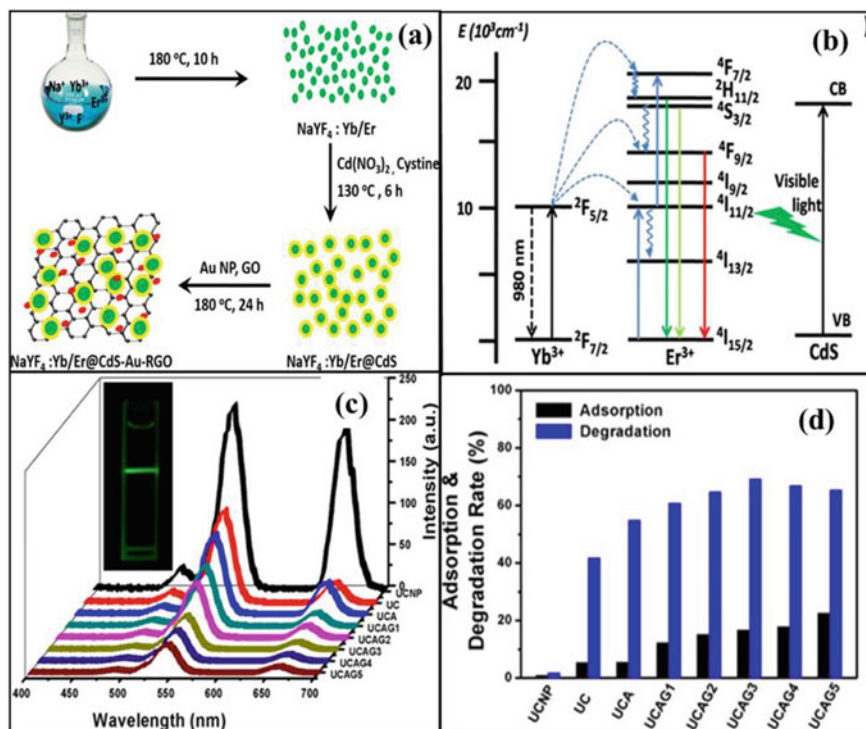 (a)
180 °C, 10 h
Na⁺ Yb³⁺
Er³⁺
Y³⁺ F⁻
NaYF₄ : Yb/Er
Cd(NO₃)₂, Cystine
130 °C , 6 h
Au NP, GO
180 °C, 24 h
NaYF₄ :Yb/Er@CdS-Au-RGO
NaYF₄ :Yb/Er@CdS
(b)
E (10³cm⁻¹)
20
10
⁴F₇/₂
²H₁₁/₂
⁴S₃/₂
⁴F₉/₂
⁴I₉/₂
⁴I₁₁/₂
⁴I₁₃/₂
⁴I₁₅/₂
²F₅/₂
²F₇/₂
980 nm
Yb³⁺
Er³⁺
Visible
light
CB
VB
CdS
(c)
250
200
150
100
50
0
Intensity (a.u.)
UCNP
UC
UCA
UCAG1
UCAG2
UCAG3
UCAG4
UCAG5
400 450 500 550 600 650 700
Wavelength (nm)
(d)
Adsorption
Degradation
Adsorption &
Degradation Rate (%)
100
80
60
40
20
0
UCNP
UC
UCA
UCAG1
UCAG2
UCAG3
UCAG4
UCAG5